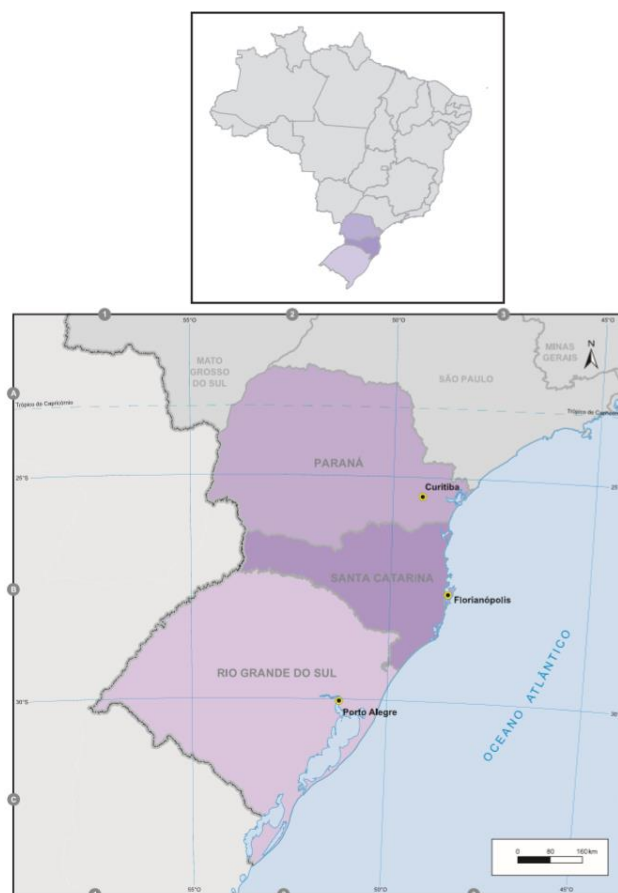 1
2
3
55°O
50°O
45°O
MATO
GROSSO
DO SUL
MINAS
GERAIS
N
SÃO PAULO
A
Trópico de Capricórnio
Trópico de Capricórnio
PARANÁ
25°S
Curitiba
25°S
SANTA CATARINA
B
Florianópolis
RIO GRANDE DO SUL
OCEANO ATLÂNTICO
30°S
Porto Alegre
30°S
C
0 80 160km
55°O
50°O
45°O